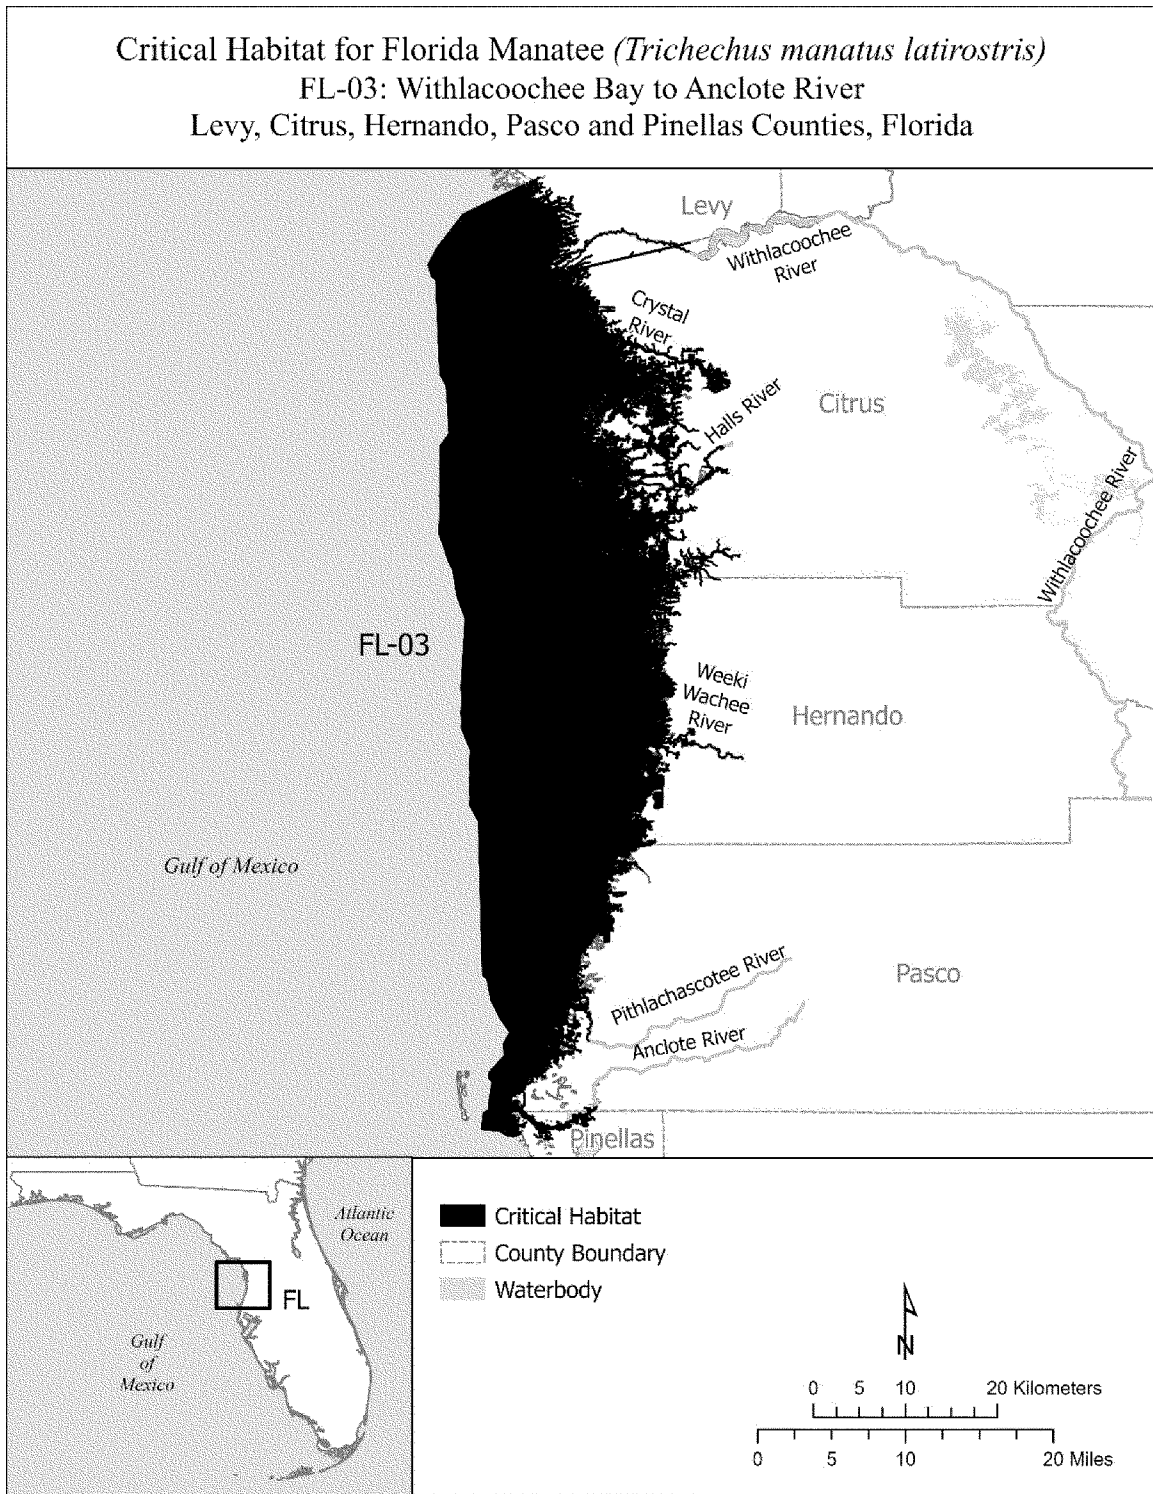 Critical Habitat for Florida Manatee (Trichechus manatus latirostris)
FL-03: Withlacoochee Bay to Anclote River
Levy, Citrus, Hernando, Pasco and Pinellas Counties, Florida
Levy
Withlacoochee
River
Crystal
River
Halls River
Citrus
Withlacoochee River
FL-03
Weeki
Wachee
River
Hernando
Gulf of Mexico
Pithlachascotee River
Pasco
Anclote River
Pinellas
Atlantic
Ocean
FL
Gulf
of
Mexico
Critical Habitat
County Boundary
Waterbody
N
0 5 10 20 Kilometers
0 5 10 20 Miles